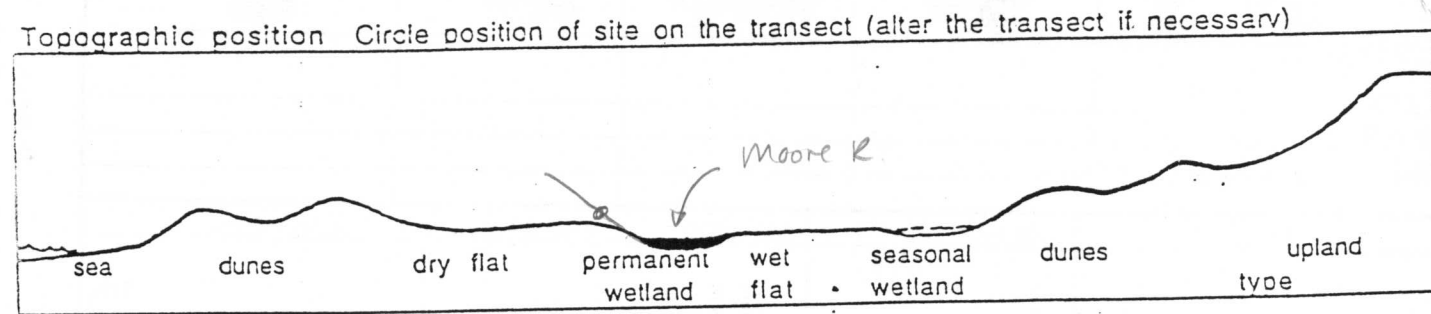 Topographic position Circle position of site on the transect (alter the transect if necessary)
Moore R.
sea dunes dry flat permanent wet seasonal dunes upland
wetland flat wetland type